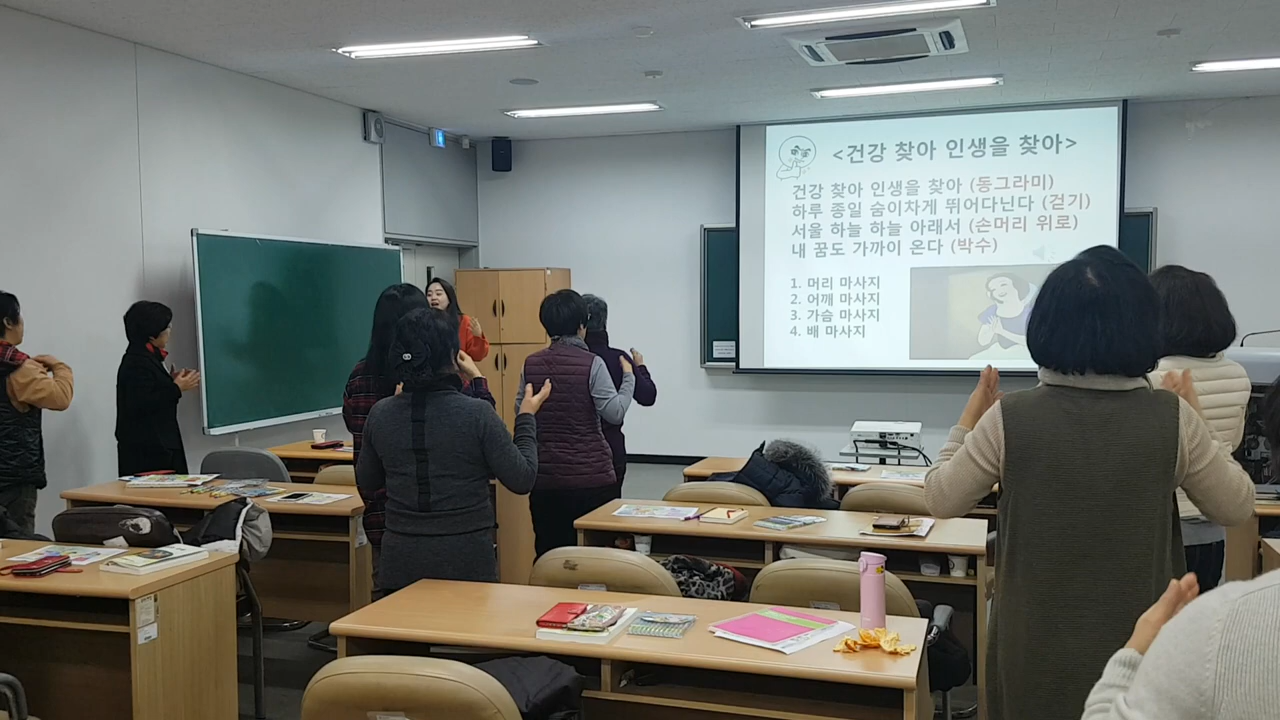 <건강 찾아 인생을 찾아>
건강 찾아 인생을 찾아 (동그라미)
하루 종일 숨이차게 뛰어다닌다 (걷기)
서울 하늘 하늘 아래서 (손머리 위로)
내 꿈도 가까이 온다 (박수)
1. 머리 마사지
2. 어깨 마사지
3. 가슴 마사지
4. 배 마사지